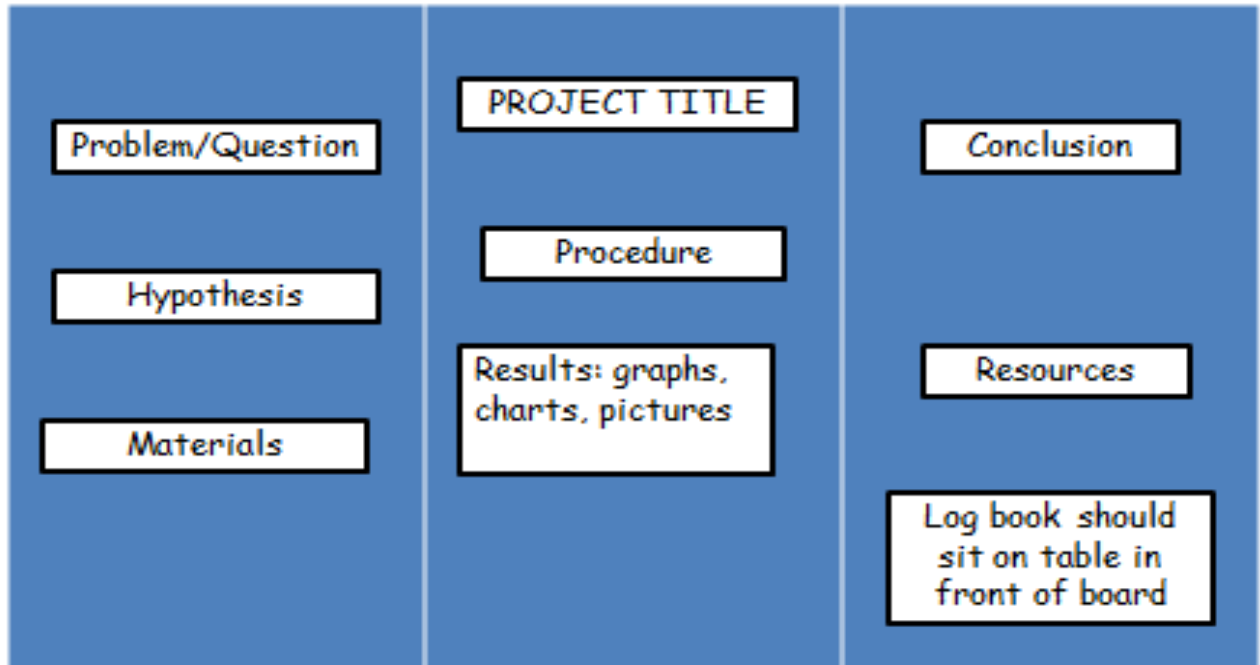 Problem/Question
Hypothesis
Materials
PROJECT TITLE
Procedure
Results: graphs,
charts, pictures
Conclusion
Resources
Log book should
sit on table in
front of board